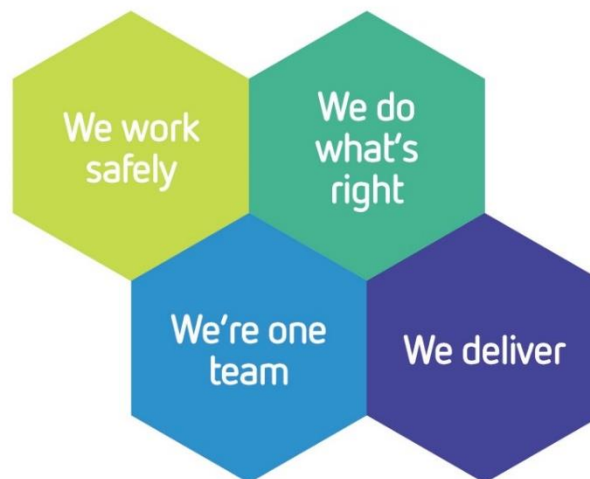 We work
safely
We do
what's
right
We're one
team
We deliver